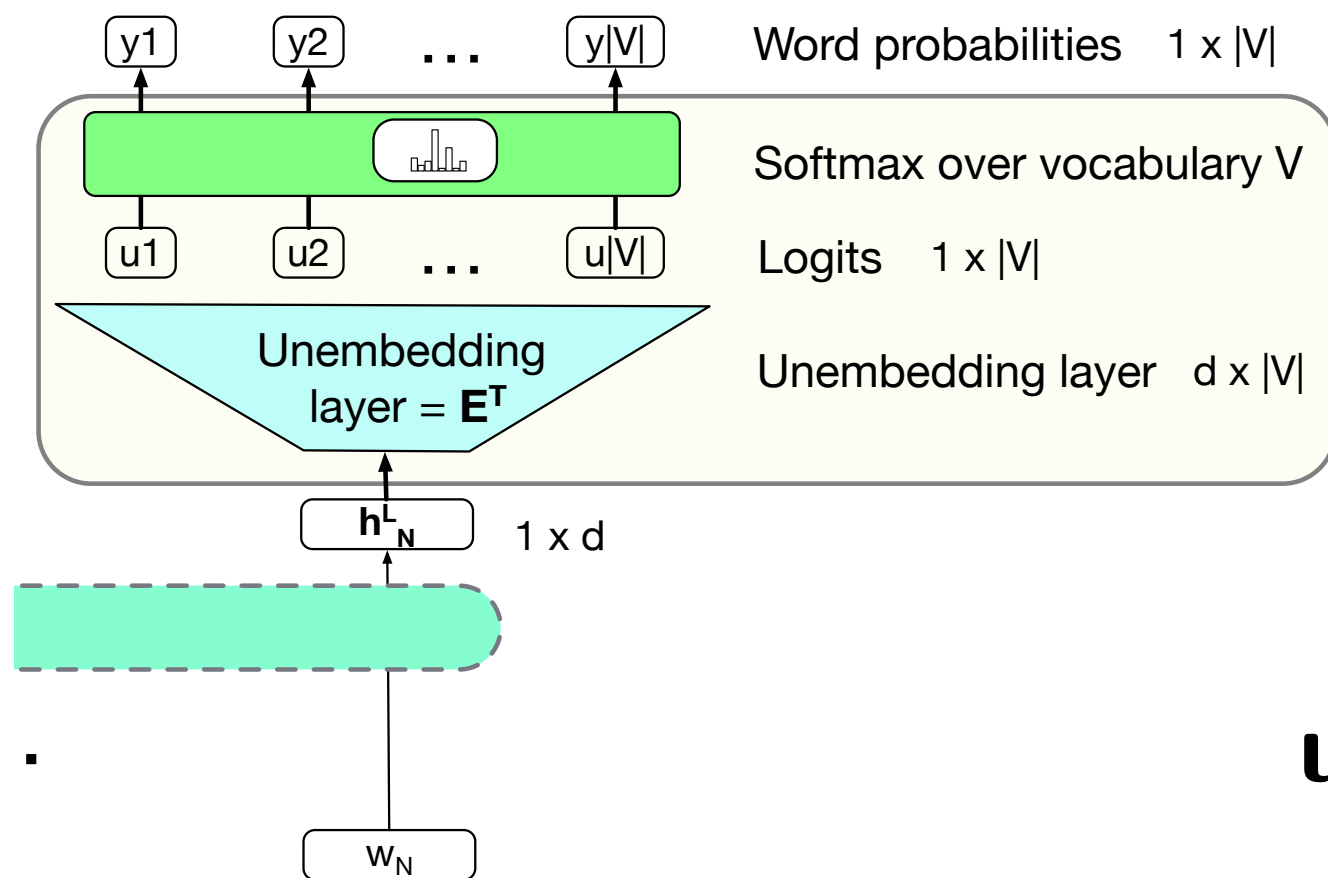 y1 y2 ... y|V| Word probabilities 1 x |V|
Softmax over vocabulary V
u1 u2 ... u|V| Logits 1 x |V|
Unembedding
layer = E^T
Unembedding layer d x |V|
h^L_N 1 x d
w_N